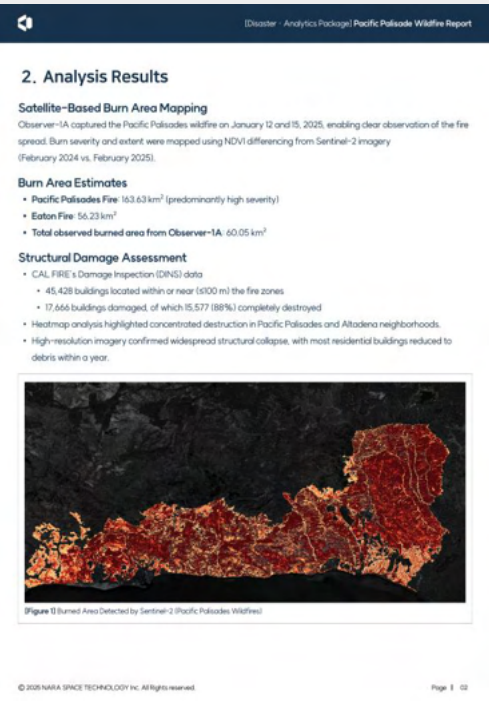 [Disaster - Analytics Package] Pacific Palisade Wildfire Report
2. Analysis Results
Satellite-Based Burn Area Mapping
Observer-1A captured the Pacific Palisades wildfire on January 12 and 15, 2025, enabling clear observation of the fire
spread. Burn severity and extent were mapped using NDVI differencing from Sentinel-2 imagery
(February 2024 vs. February 2025).
Burn Area Estimates
• Pacific Palisades Fire: 163.63 km² (predominantly high severity)
• Eaton Fire: 56.23 km²
• Total observed burned area from Observer-1A: 60.05 km²
Structural Damage Assessment
• CAL FIRE's Damage Inspection (DINS) data
• 45,428 buildings located within or near (≤100 m) the fire zones
• 17,666 buildings damaged, of which 15,577 (88%) completely destroyed
• Heatmap analysis highlighted concentrated destruction in Pacific Palisades and Altadena neighborhoods.
• High-resolution imagery confirmed widespread structural collapse, with most residential buildings reduced to
debris within a year.
[Figure 1] Burned Area Detected by Sentinel-2 (Pacific Palisades Wildfires)
© 2025 NARA SPACE TECHNOLOGY Inc. All Rights reserved.
Page | 02